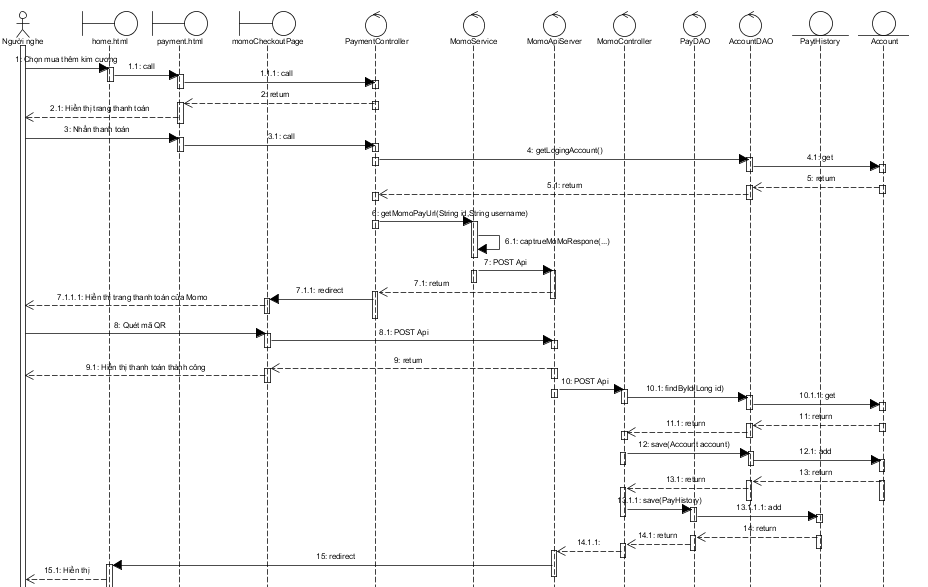 Người nghe
home.html
payment.html
momoCheckoutPage
PaymentController
MomoService
MomoApiServer
MomoController
PayDAO
AccountDAO
PaytHistory
Account
1: Chọn mua thêm kim cương
1.1: call
1.1.1: call
2: return
2.1: Hiển thị trang thanh toán
3: Nhấn thanh toán
3.1: call
4: getLogingAccount()
4.1: get
5: return
5.1: return
6: getMomoPayUrl(String id,String username)
6.1: captrueMoMoRespone(...)
7: POST Api
7.1: return
7.1.1: redirect
7.1.1.1: Hiển thị trang thanh toán của Momo
8: Quét mã QR
8.1: POST Api
9: return
9.1: Hiển thị thanh toán thành công
10: POST Api
10.1: findById(Long id)
10.1.1: get
11: return
11.1: return
12: save(Account account)
12.1: add
13: return
13.1: return
13.1.1: save(PayHistory)
13.1.1.1: add
14: return
14.1: return
14.1.1:
15: redirect
15.1: Hiển thị